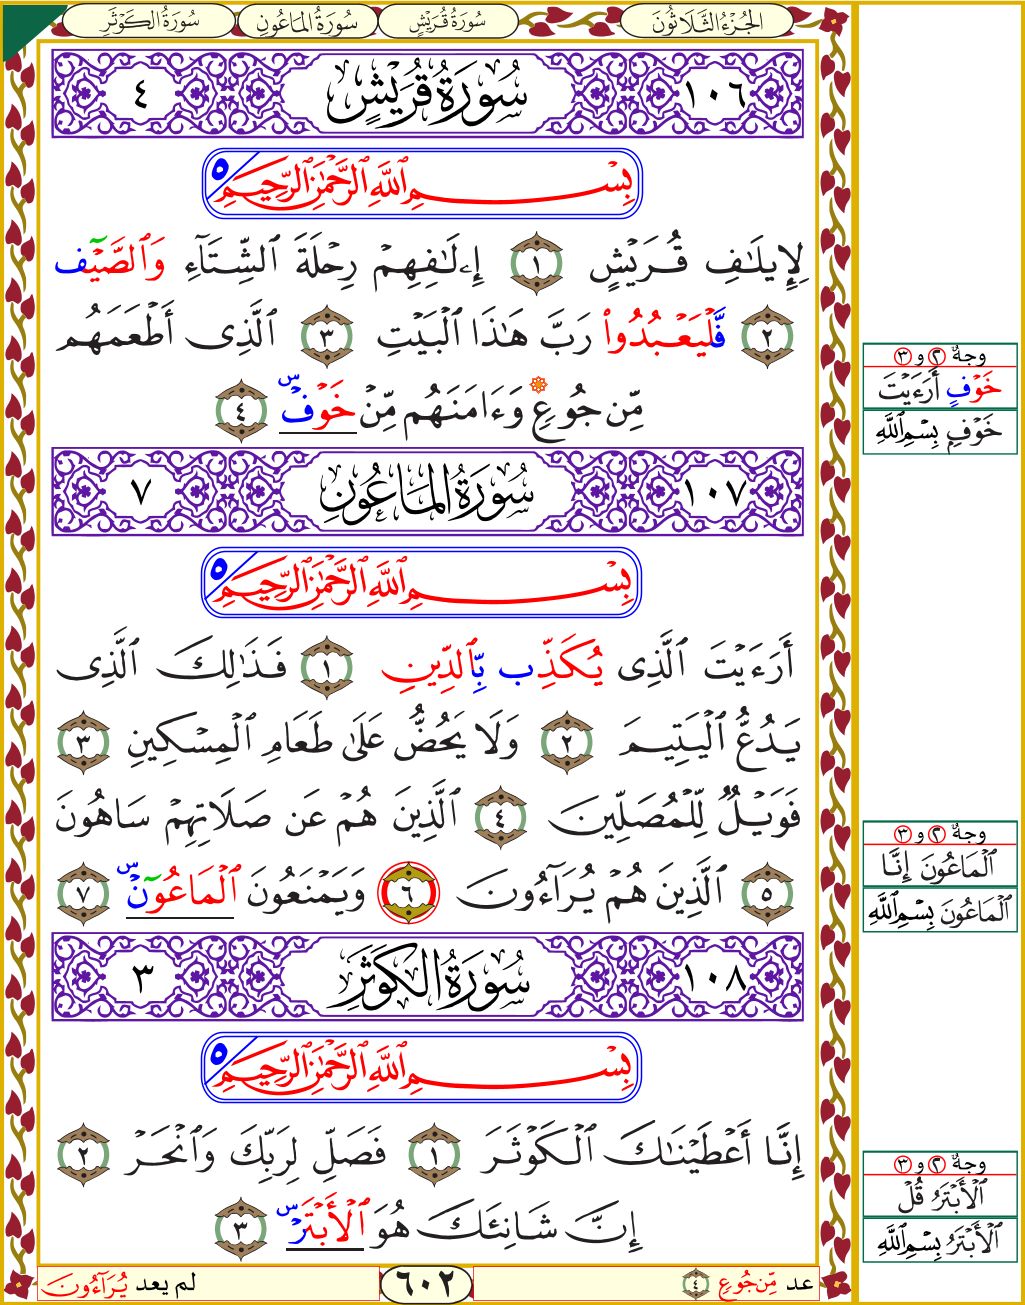 الجُزْءُ الثَّلَاثُونَ سُورَةُ قُرَيْشٍ سُورَةُ المَاعُونِ سُورَةُ الكَوْثَرِ
١٠٦ سُورَةُ قُرَيْشٍ ٤
بِسْمِ ٱللَّهِ ٱلرَّحْمَٰنِ ٱلرَّحِيمِ ٥
لِإِيلَٰفِ قُرَيْشٍ ١ إِۦلَٰفِهِمْ رِحْلَةَ ٱلشِّتَآءِ وَٱلصَّيْف
٢ فَّلْيَعْبُدُوا۟ رَبَّ هَٰذَا ٱلْبَيْتِ ٣ ٱلَّذِى أَطْعَمَهُم
مِّن جُوعٍ وَءَامَنَهُم مِّنْ خَوْفٍۜ ٤
١٠٧ سُورَةُ المَاعُونِ ٧
بِسْمِ ٱللَّهِ ٱلرَّحْمَٰنِ ٱلرَّحِيمِ ٥
أَرَءَيْتَ ٱلَّذِى يُكَذِّب بِّٱلدِّينِ ١ فَذَٰلِكَ ٱلَّذِى
يَدُعُّ ٱلْيَتِيمَ ٢ وَلَا يَحُضُّ عَلَىٰ طَعَامِ ٱلْمِسْكِينِ ٣
فَوَيْلٌ لِّلْمُصَلِّينَ ٤ ٱلَّذِينَ هُمْ عَن صَلَاتِهِمْ سَاهُونَ
٥ ٱلَّذِينَ هُمْ يُرَآءُونَ ٦ وَيَمْنَعُونَ ٱلْمَاعُونَۜ ٧
١٠٨ سُورَةُ الكَوْثَرِ ٣
بِسْمِ ٱللَّهِ ٱلرَّحْمَٰنِ ٱلرَّحِيمِ ٥
إِنَّا أَعْطَيْنَٰكَ ٱلْكَوْثَرَ ١ فَصَلِّ لِرَبِّكَ وَٱنْحَرْ ٢
إِنَّ شَانِئَكَ هُوَ ٱلْأَبْتَرْۜ ٣
عد مِّن جُوعٍ ٤ ٦٠٢ لم يعد يُرَآءُونَ
وجهُ ٢ و ٣
خَوْفٍ أَرَءَيْتَ
خَوْفٍ بِسْمِ ٱللَّهِ
وجهُ ٢ و ٣
ٱلْمَاعُونَ إِنَّا
ٱلْمَاعُونَ بِسْمِ ٱللَّهِ
وجهُ ٢ و ٣
ٱلْأَبْتَرُ قُلْ
ٱلْأَبْتَرُ بِسْمِ ٱللَّهِ